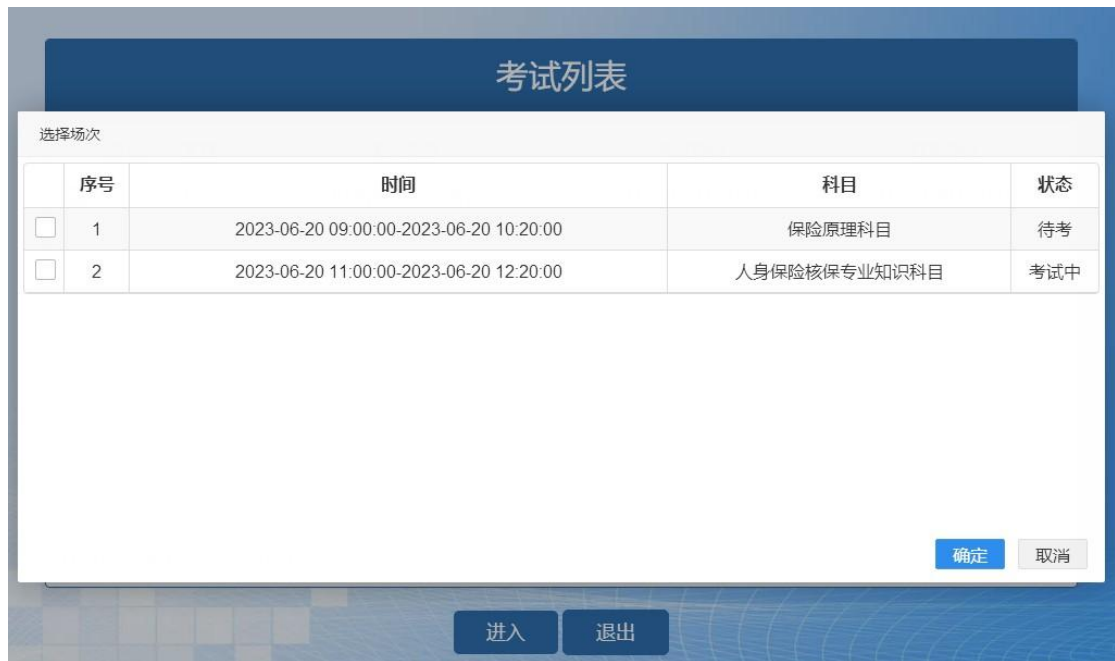 考试列表
选择场次
序号 时间 科目 状态
1 2023-06-20 09:00:00-2023-06-20 10:20:00 保险原理科目 待考
2 2023-06-20 11:00:00-2023-06-20 12:20:00 人身保险核保专业知识科目 考试中
确定 取消
进入 退出